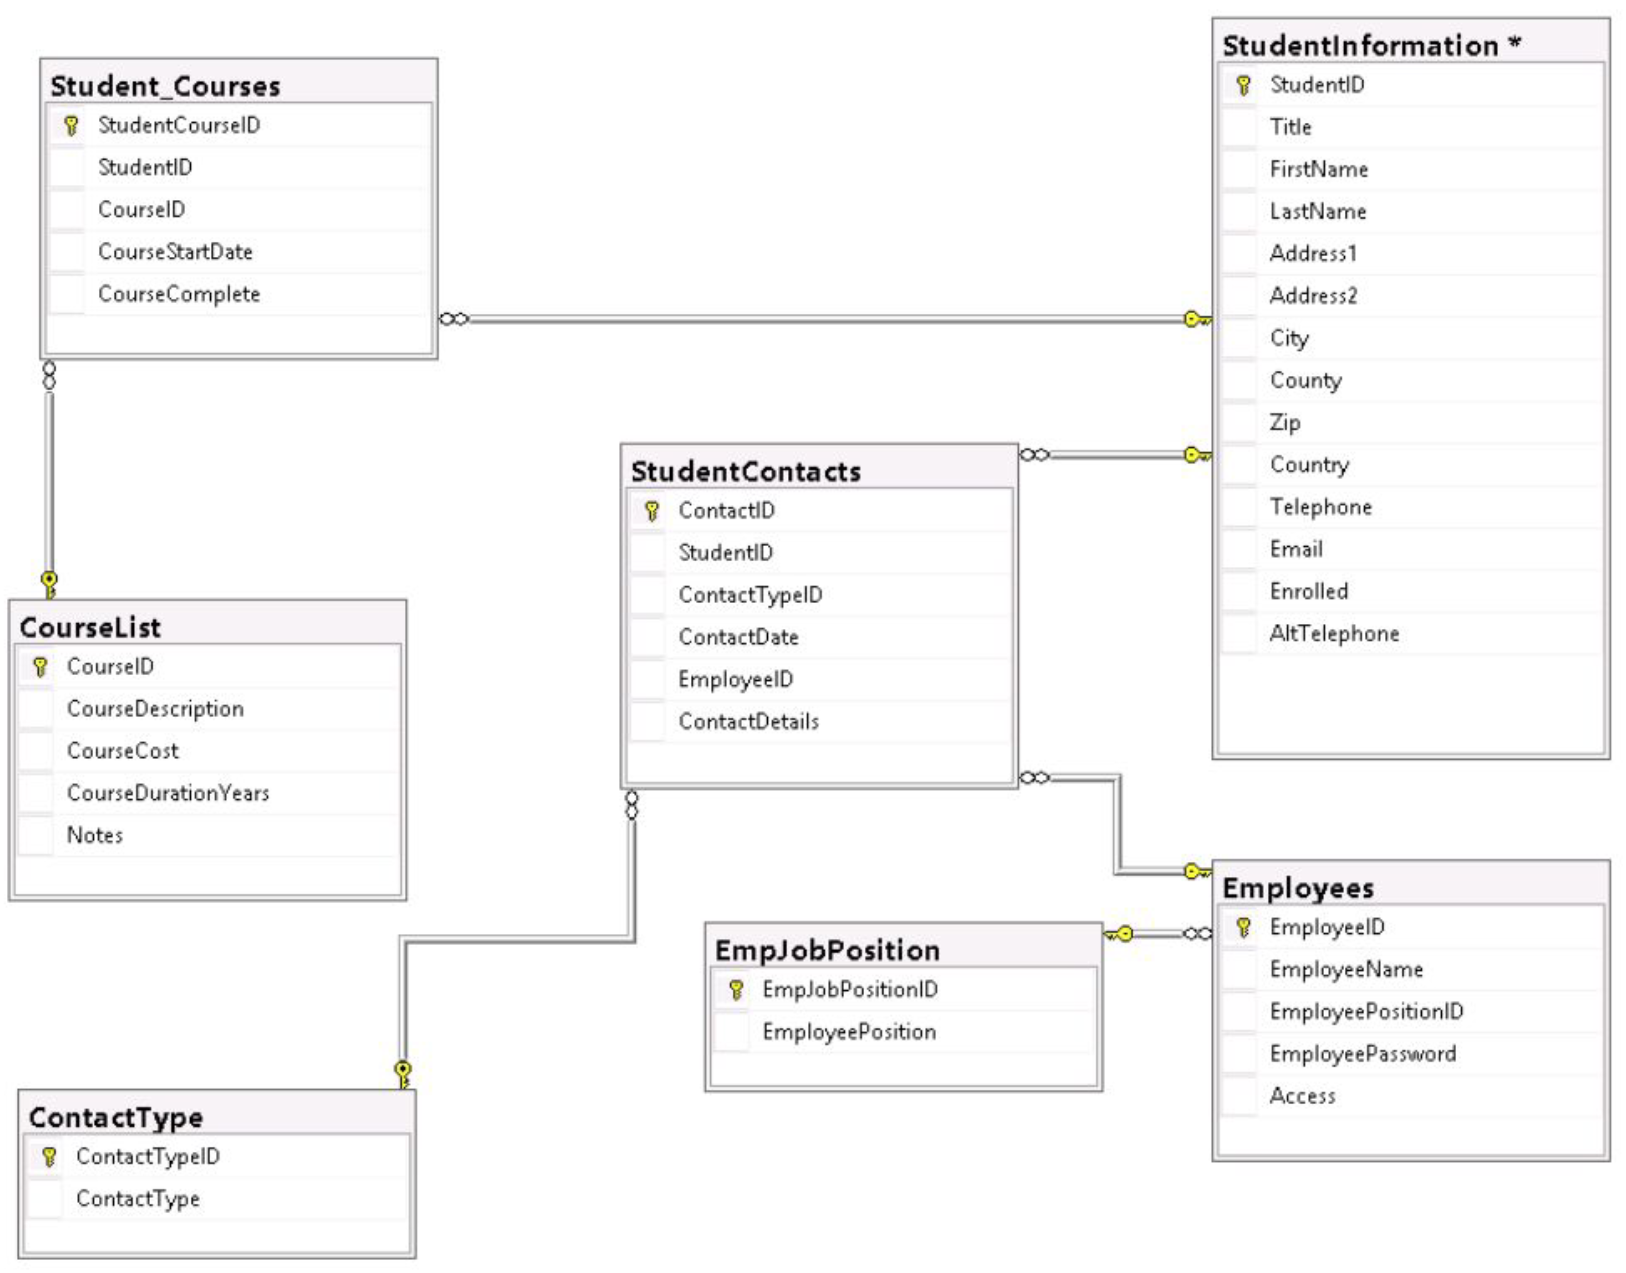 Student_Courses
StudentCourseID
StudentID
CourseID
CourseStartDate
CourseComplete
StudentInformation *
StudentID
Title
FirstName
LastName
Address1
Address2
City
County
Zip
Country
Telephone
Email
Enrolled
AltTelephone
StudentContacts
ContactID
StudentID
ContactTypeID
ContactDate
EmployeeID
ContactDetails
CourseList
CourseID
CourseDescription
CourseCost
CourseDurationYears
Notes
EmpJobPosition
EmpJobPositionID
EmployeePosition
Employees
EmployeeID
EmployeeName
EmployeePositionID
EmployeePassword
Access
ContactType
ContactTypeID
ContactType